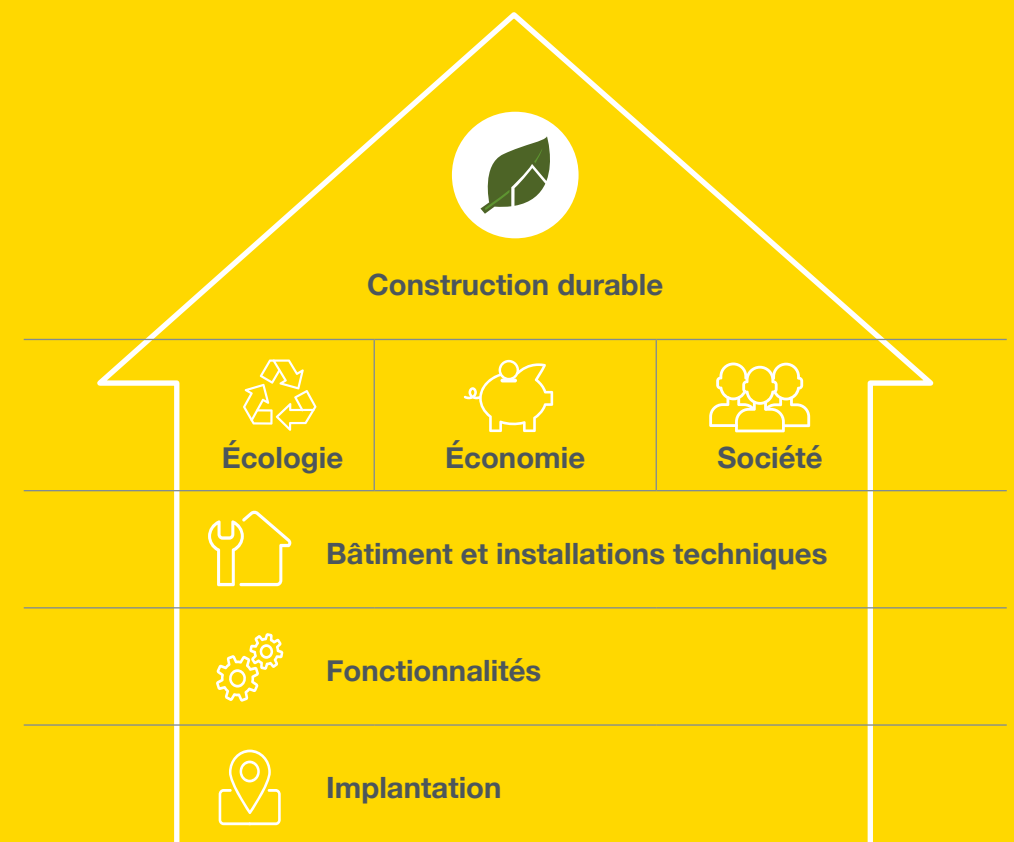 Construction durable
Écologie
Économie
Société
Bâtiment et installations techniques
Fonctionnalités
Implantation